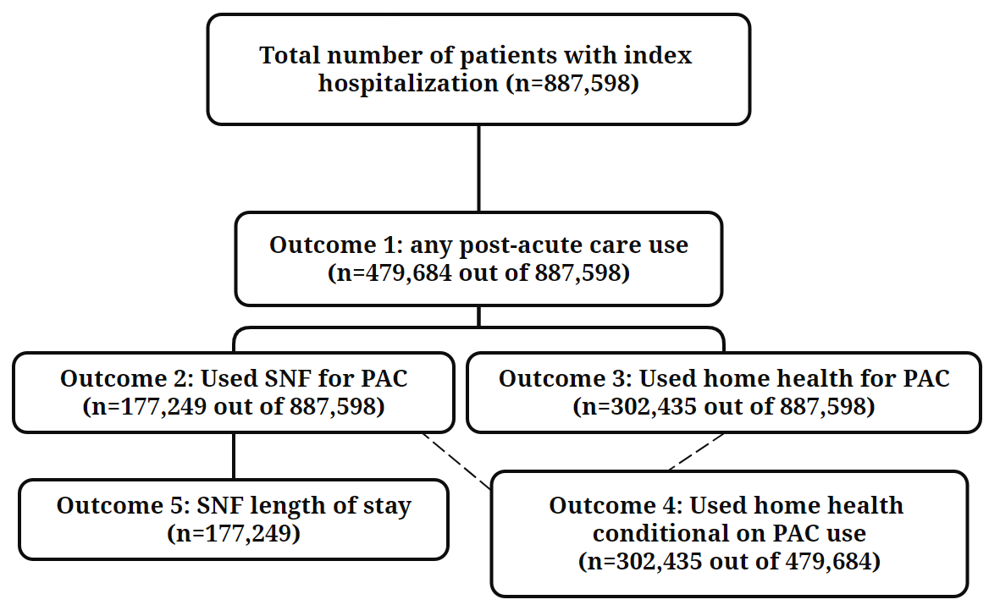 Total number of patients with index
hospitalization (n=887,598)
Outcome 1: any post-acute care use
(n=479,684 out of 887,598)
Outcome 2: Used SNF for PAC
(n=177,249 out of 887,598)
Outcome 3: Used home health for PAC
(n=302,435 out of 887,598)
Outcome 5: SNF length of stay
(n=177,249)
Outcome 4: Used home health
conditional on PAC use
(n=302,435 out of 479,684)